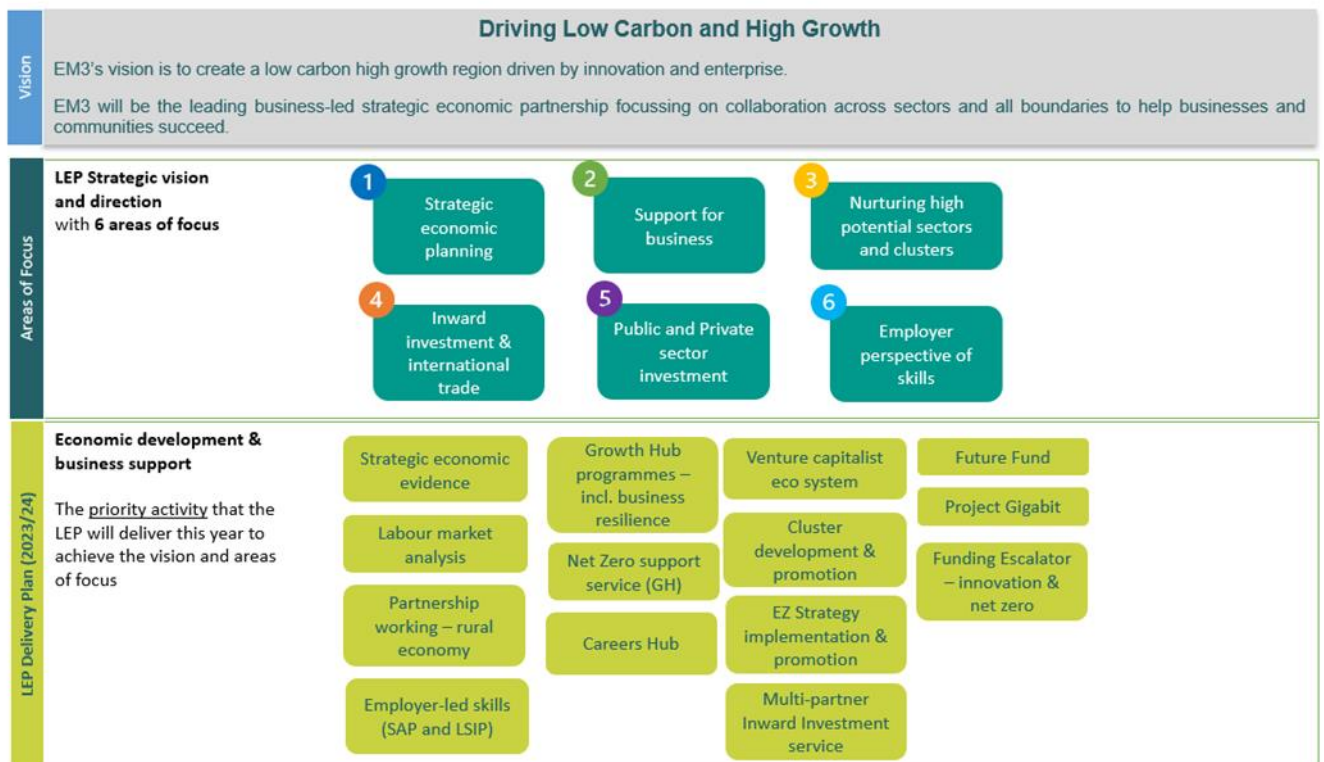 Driving Low Carbon and High Growth
Vision
EM3's vision is to create a low carbon high growth region driven by innovation and enterprise.
EM3 will be the leading business-led strategic economic partnership focussing on collaboration across sectors and all boundaries to help businesses and
communities succeed.
Areas of Focus
LEP Strategic vision
and direction
with 6 areas of focus
1
Strategic
economic
planning
2
Support for
business
3
Nurturing high
potential sectors
and clusters
4
Inward
investment &
international
trade
5
Public and Private
sector
investment
6
Employer
perspective of
skills
LEP Delivery Plan (2023/24)
Economic development &
business support
The priority activity that the
LEP will deliver this year to
achieve the vision and areas
of focus
Strategic economic
evidence
Labour market
analysis
Partnership
working – rural
economy
Employer-led skills
(SAP and LSIP)
Growth Hub
programmes –
incl. business
resilience
Net Zero support
service (GH)
Careers Hub
Venture capitalist
eco system
Cluster
development &
promotion
EZ Strategy
implementation &
promotion
Multi-partner
Inward Investment
service
Future Fund
Project Gigabit
Funding Escalator
– innovation &
net zero